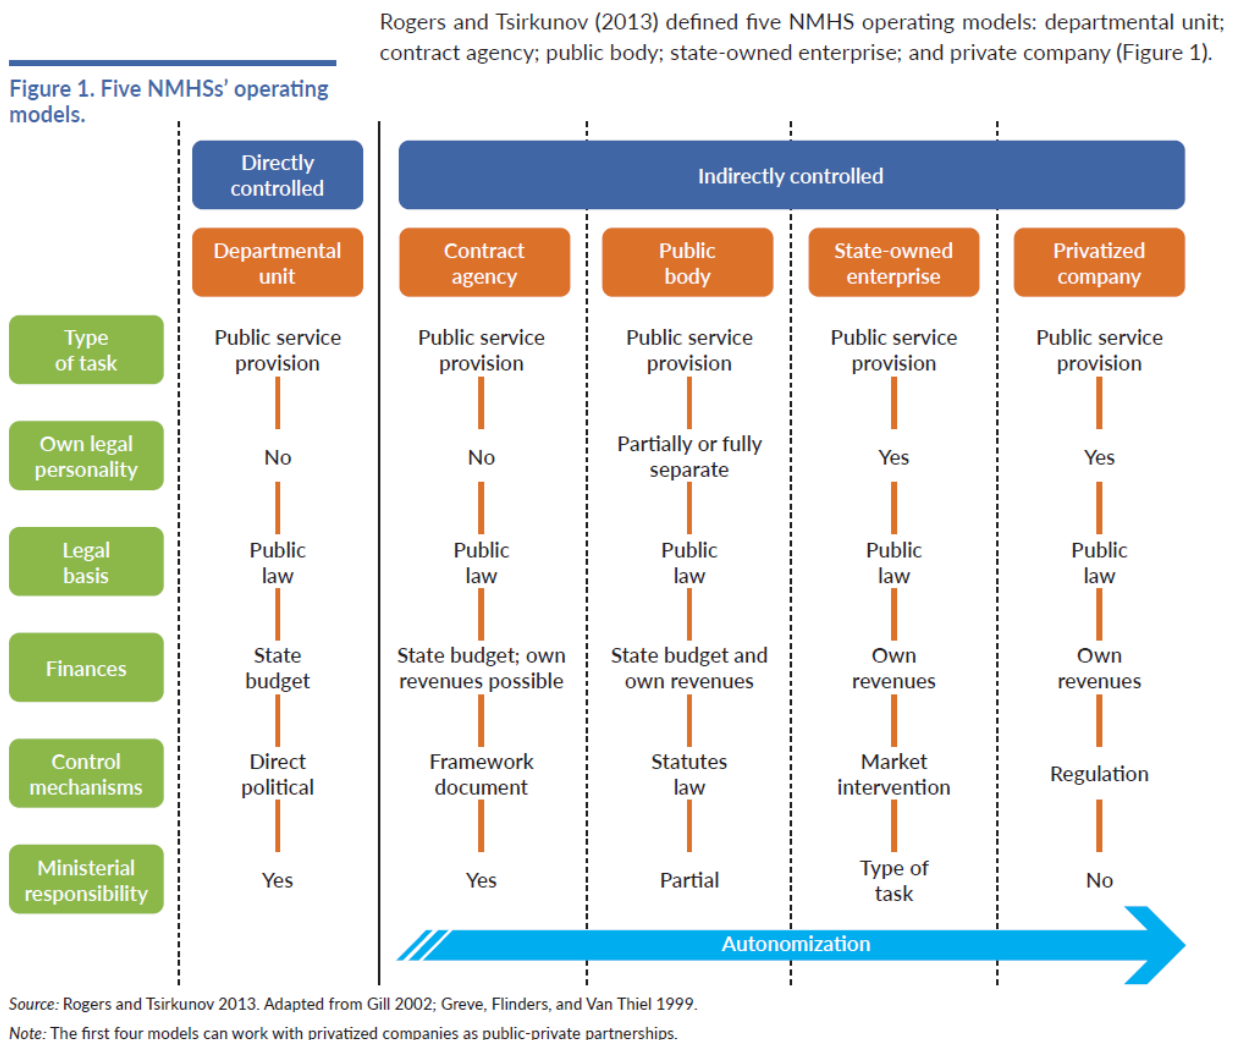 Rogers and Tsirkunov (2013) defined five NMHS operating models: departmental unit;
contract agency; public body; state-owned enterprise; and private company (Figure 1).
Figure 1. Five NMHSs' operating
models.
Directly
controlled
Indirectly controlled
Departmental
unit
Contract
agency
Public
body
State-owned
enterprise
Privatized
company
Type
of task
Public service
provision
Public service
provision
Public service
provision
Public service
provision
Public service
provision
Own legal
personality
No
No
Partially or fully
separate
Yes
Yes
Legal
basis
Public
law
Public
law
Public
law
Public
law
Public
law
Finances
State
budget
State budget; own
revenues possible
State budget and
own revenues
Own
revenues
Own
revenues
Control
mechanisms
Direct
political
Framework
document
Statutes
law
Market
intervention
Regulation
Ministerial
responsibility
Yes
Yes
Partial
Type of
task
No
Autonomization
Source: Rogers and Tsirkunov 2013. Adapted from Gill 2002; Greve, Flinders, and Van Thiel 1999.
Note: The first four models can work with privatized companies as public-private partnerships.